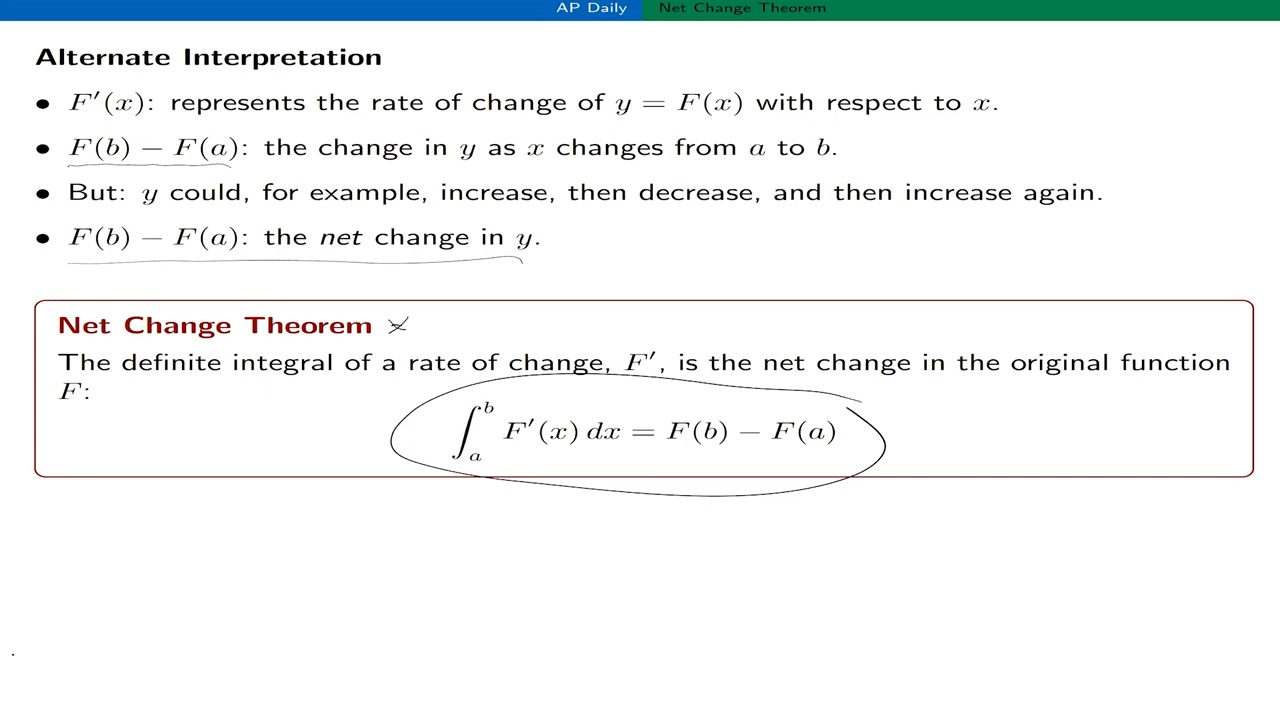 AP Daily Net Change Theorem
Alternate Interpretation
• F′(x): represents the rate of change of y = F(x) with respect to x.
• F(b) − F(a): the change in y as x changes from a to b.
• But: y could, for example, increase, then decrease, and then increase again.
• F(b) − F(a): the net change in y.
Net Change Theorem
The definite integral of a rate of change, F′, is the net change in the original function
F:
∫_a^b F′(x) dx = F(b) − F(a)